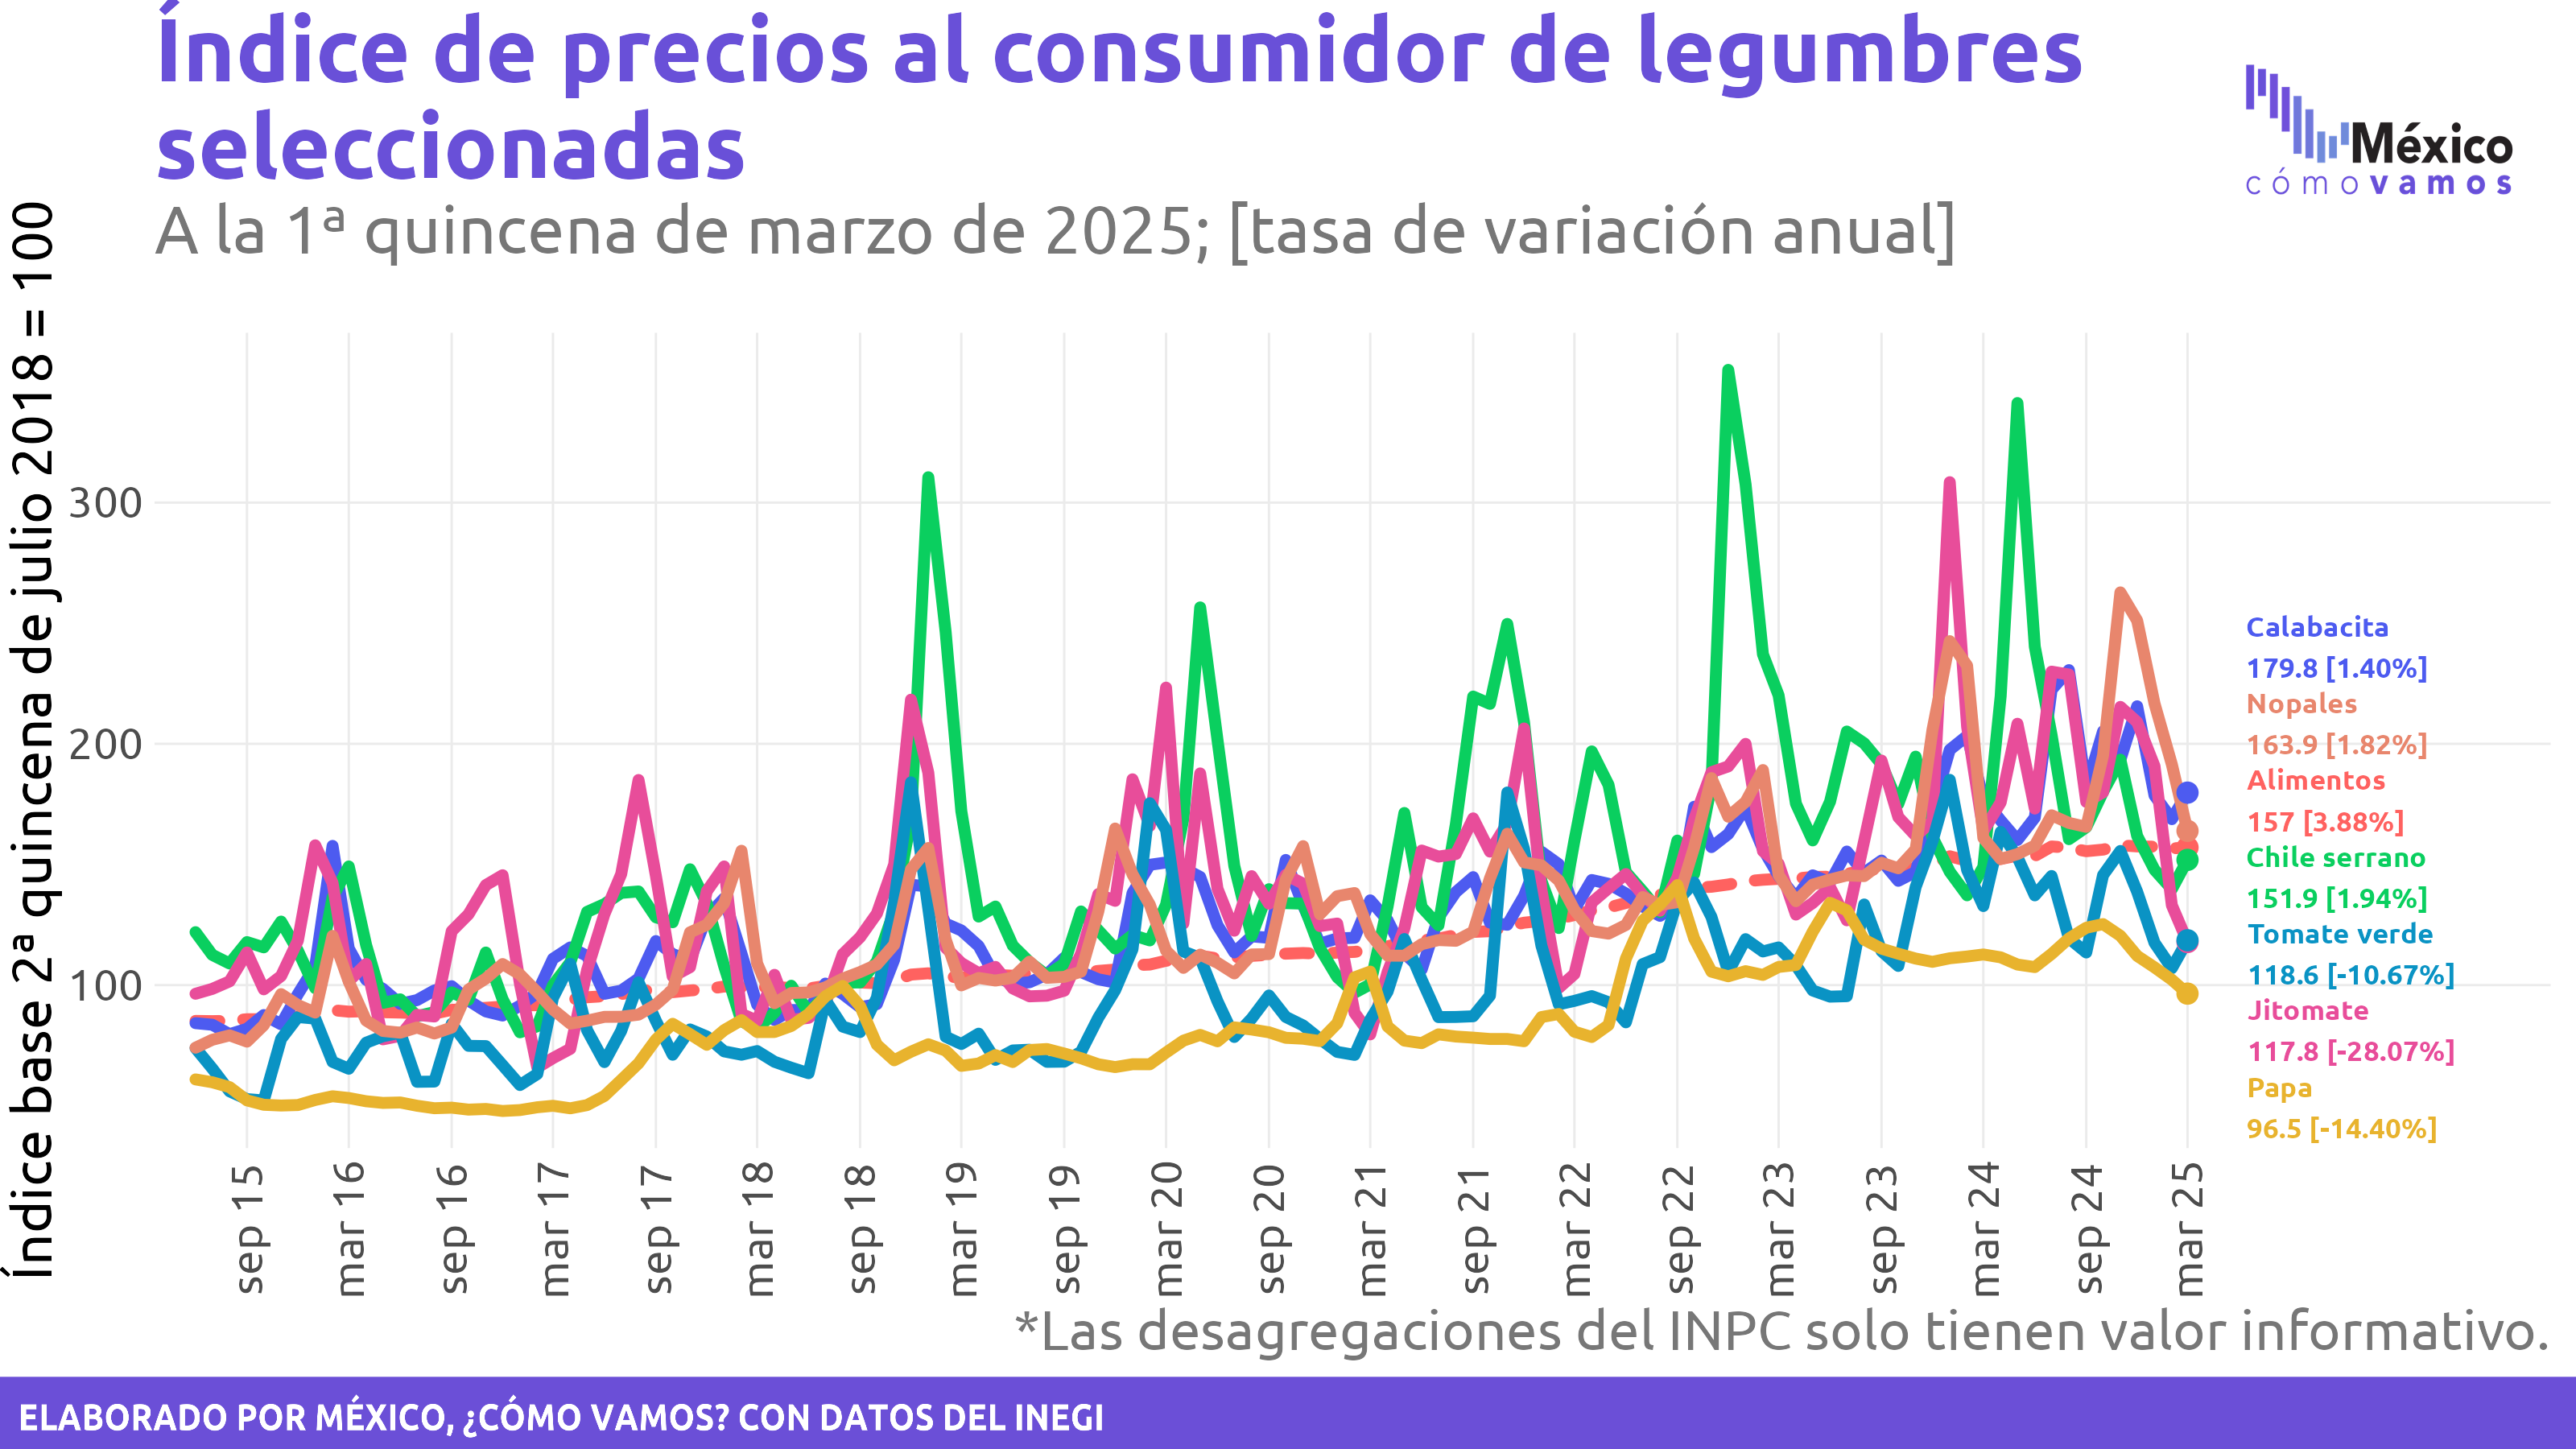 Índice de precios al consumidor de legumbres
seleccionadas
A la 1ª quincena de marzo de 2025; [tasa de variación anual]
México
cómo vamos
Índice base 2ª quincena de julio 2018 = 100
300
200
100
Calabacita
179.8 [1.40%]
Nopales
163.9 [1.82%]
Alimentos
157 [3.88%]
Chile serrano
151.9 [1.94%]
Tomate verde
118.6 [-10.67%]
Jitomate
117.8 [-28.07%]
Papa
96.5 [-14.40%]
sep 15
mar 16
sep 16
mar 17
sep 17
mar 18
sep 18
mar 19
sep 19
mar 20
sep 20
mar 21
sep 21
mar 22
sep 22
mar 23
sep 23
mar 24
sep 24
mar 25
*Las desagregaciones del INPC solo tienen valor informativo.
ELABORADO POR MÉXICO, ¿CÓMO VAMOS? CON DATOS DEL INEGI